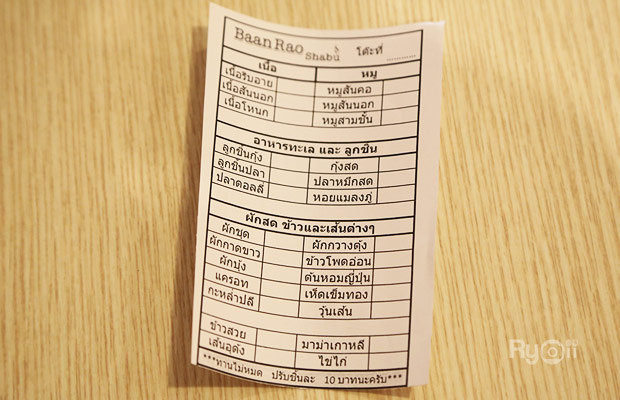 Baan Rao Shabu โต๊ะที่ ............
เนื้อ หมู
เนื้อริบอาย หมูสันคอ
เนื้อสันนอก หมูสันนอก
เนื้อโหนก หมูสามชั้น
อาหารทะเล และ ลูกชิ้น
ลูกชิ้นกุ้ง กุ้งสด
ลูกชิ้นปลา ปลาหมึกสด
ปลาดอลลี่ หอยแมลงภู่
ผักสด ข้าวและเส้นต่างๆ
ผักชุด ผักกวางตุ้ง
ผักกาดขาว ข้าวโพดอ่อน
ผักบุ้ง ต้นหอมญี่ปุ่น
แครอท เห็ดเข็มทอง
กะหล่ำปลี วุ้นเส้น
ข้าวสวย มาม่าเกาหลี
เส้นอุด้ง ไข่ไก่
***ทานไม่หมด ปรับชิ้นละ 10 บาทนะครับ***